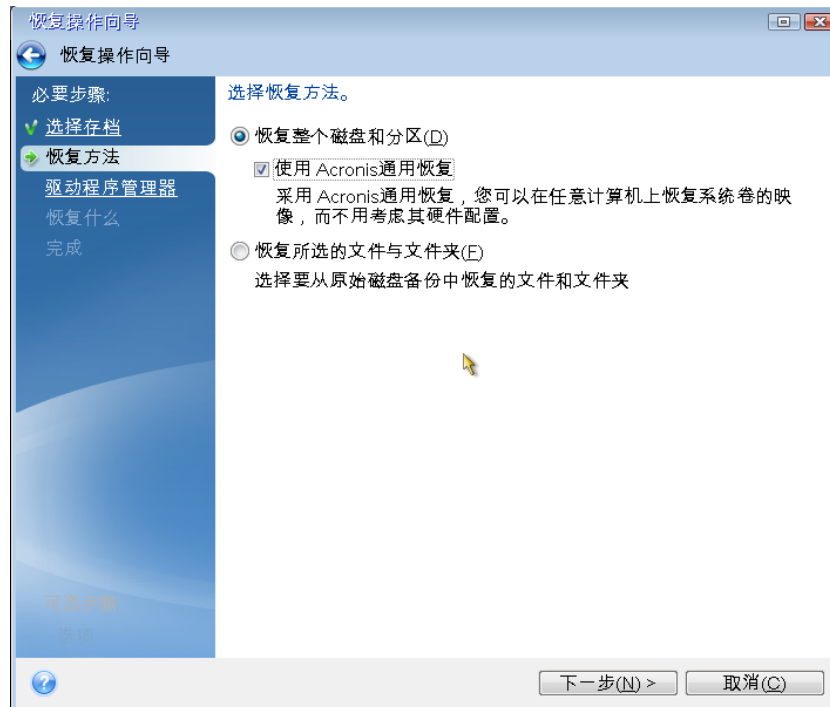 恢复操作向导
恢复操作向导
必要步骤:
选择存档
恢复方法
驱动程序管理器
恢复什么
完成
选择恢复方法。
恢复整个磁盘和分区(D)
使用 Acronis通用恢复
采用 Acronis通用恢复，您可以在任意计算机上恢复系统卷的映
像，而不用考虑其硬件配置。
恢复所选的文件与文件夹(F)
选择要从原始磁盘备份中恢复的文件和文件夹
下一步(N) >
取消(C)